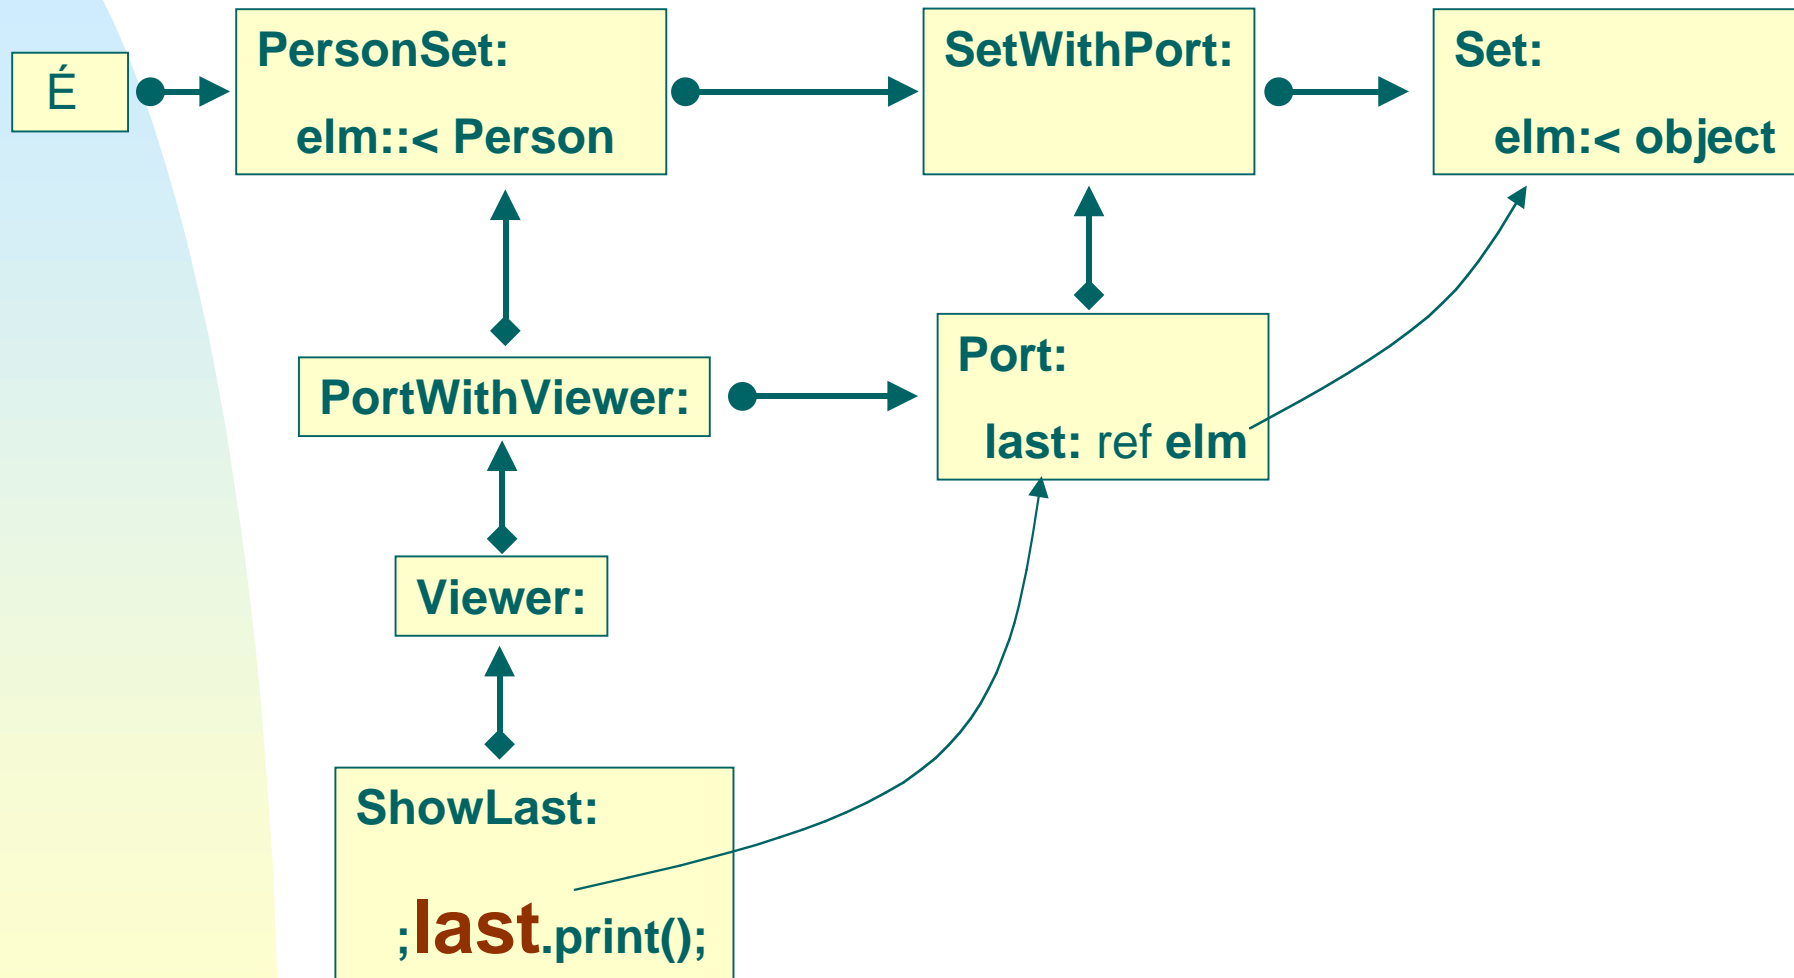 É
PersonSet:
elm::< Person
SetWithPort:
Set:
elm:< object
PortWithViewer:
Port:
last: ref elm
Viewer:
ShowLast:
;last.print();